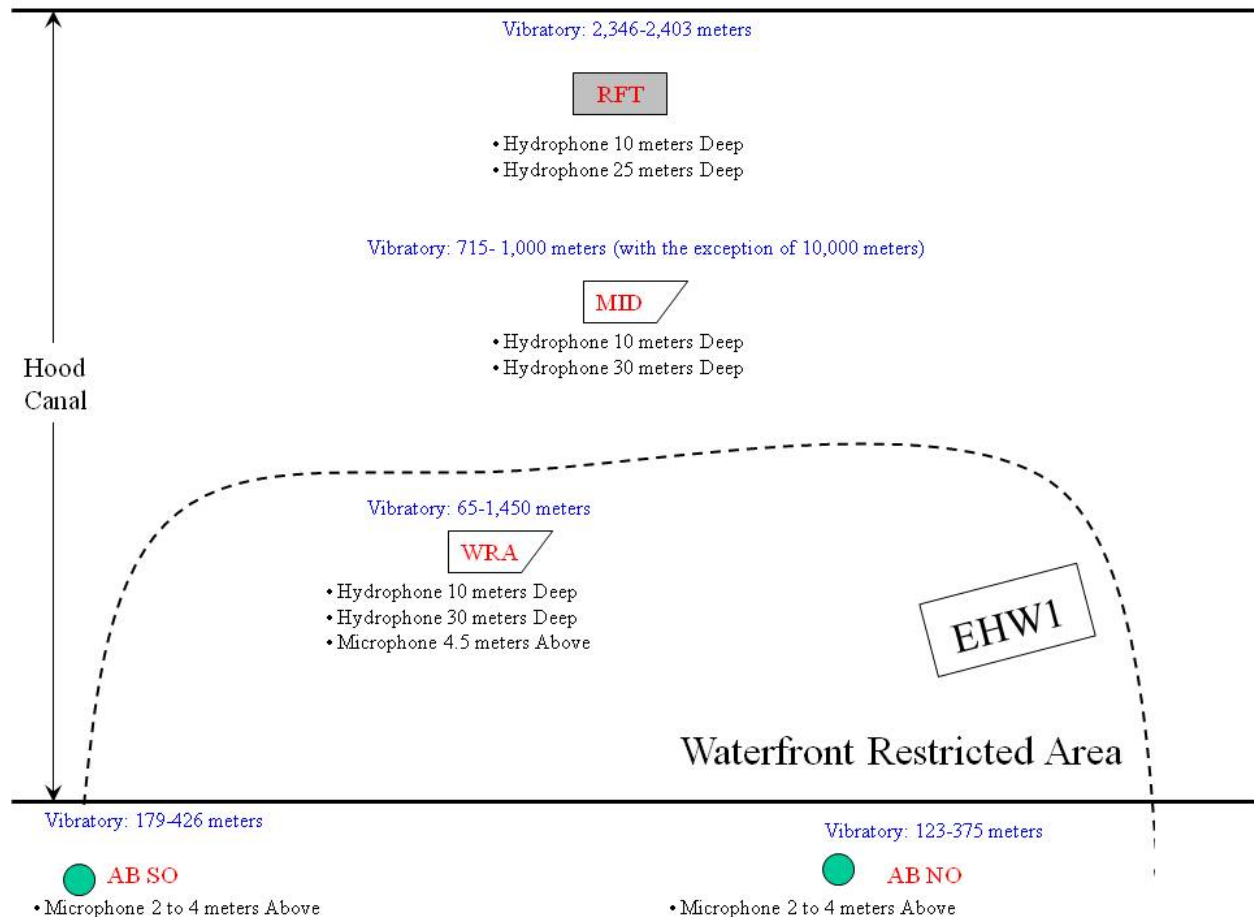 Vibratory: 2,346-2,403 meters
RFT
• Hydrophone 10 meters Deep
• Hydrophone 25 meters Deep
Vibratory: 715- 1,000 meters (with the exception of 10,000 meters)
MID
• Hydrophone 10 meters Deep
• Hydrophone 30 meters Deep
Hood
Canal
Vibratory: 65-1,450 meters
WRA
• Hydrophone 10 meters Deep
• Hydrophone 30 meters Deep
• Microphone 4.5 meters Above
EHW1
Waterfront Restricted Area
Vibratory: 179-426 meters
AB SO
• Microphone 2 to 4 meters Above
Vibratory: 123-375 meters
AB NO
• Microphone 2 to 4 meters Above